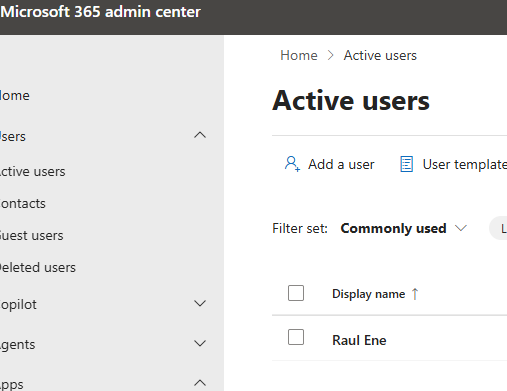 Microsoft 365 admin center
Home > Active users
ome
sers
ctive users
ontacts
uest users
eleted users
opilot
gents
pps
Active users
Add a user
User template
Filter set: Commonly used
L
Display name ↑
Raul Ene